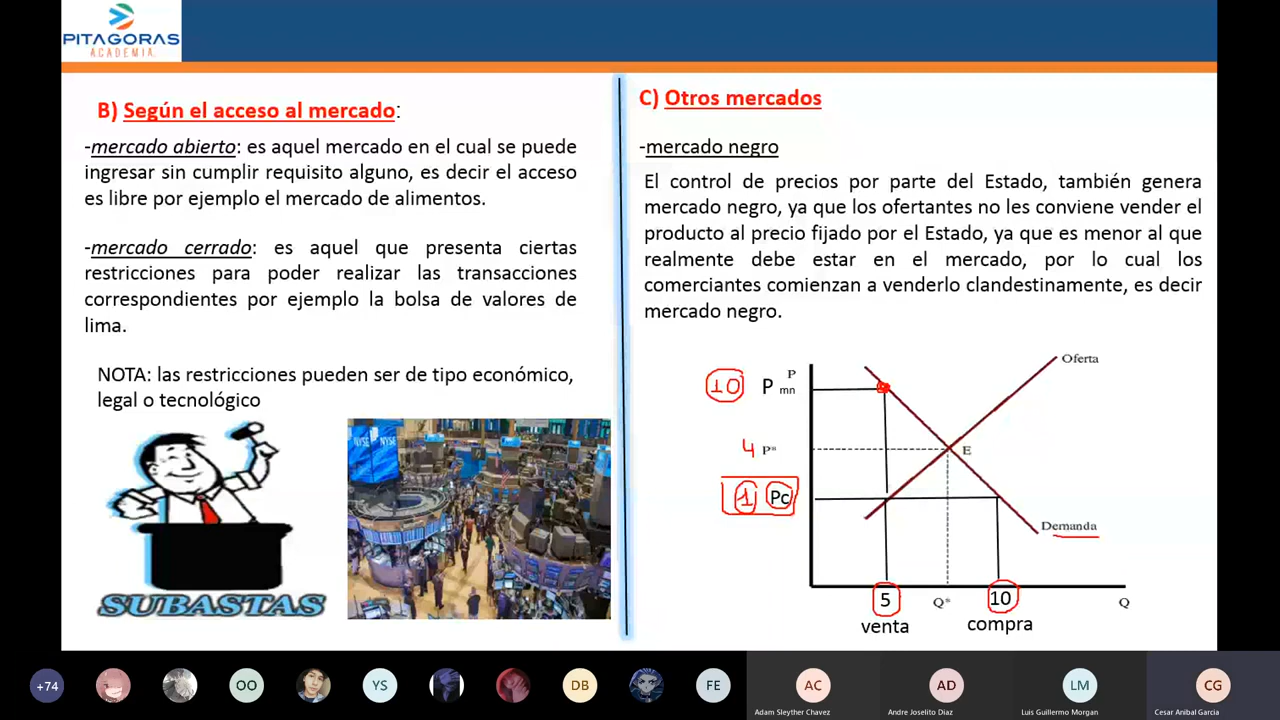 PITAGORAS
ACADEMIA
B) Según el acceso al mercado:
-mercado abierto: es aquel mercado en el cual se puede
ingresar sin cumplir requisito alguno, es decir el acceso
es libre por ejemplo el mercado de alimentos.
-mercado cerrado: es aquel que presenta ciertas
restricciones para poder realizar las transacciones
correspondientes por ejemplo la bolsa de valores de
lima.
NOTA: las restricciones pueden ser de tipo económico,
legal o tecnológico
SUBASTAS
NYSE
C) Otros mercados
-mercado negro
El control de precios por parte del Estado, también genera
mercado negro, ya que los ofertantes no les conviene vender el
producto al precio fijado por el Estado, ya que es menor al que
realmente debe estar en el mercado, por lo cual los
comerciantes comienzan a venderlo clandestinamente, es decir
mercado negro.
P
Oferta
10 P mn
4 P* E
1 Pc
Demanda
5 Q* 10 Q
venta compra
+74 OO YS DB FE AC AD LM CG
Adam Sleyther Chavez Andre Joselito Diaz Luis Guillermo Morgan Cesar Anibal Garcia